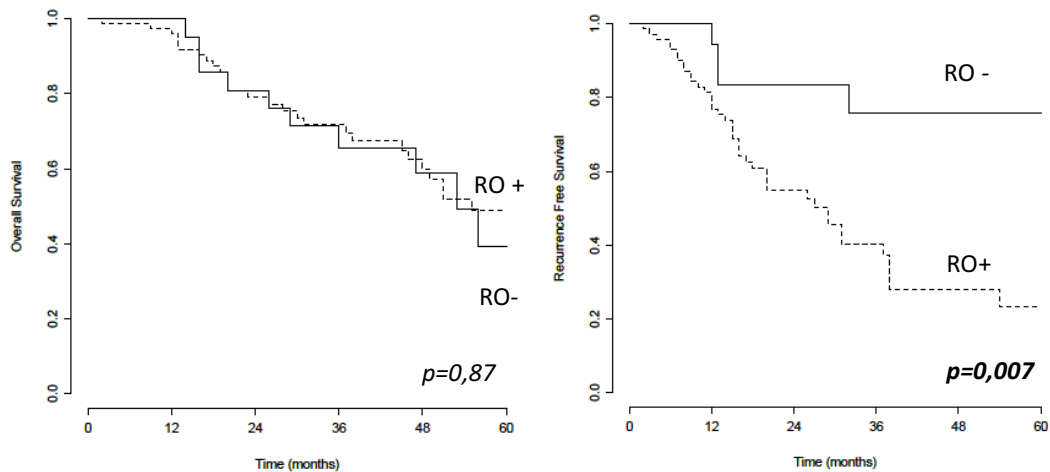 Overall Survival
1.0
0.8
0.6
0.4
0.2
0.0
RO +
RO-
p=0,87
0 12 24 36 48 60
Time (months)
Recurrence Free Survival
1.0
0.8
0.6
0.4
0.2
0.0
RO -
RO+
p=0,007
0 12 24 36 48 60
Time (months)